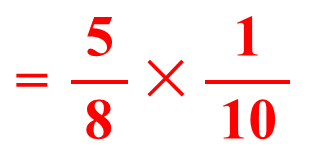 = 5/8 × 1/10